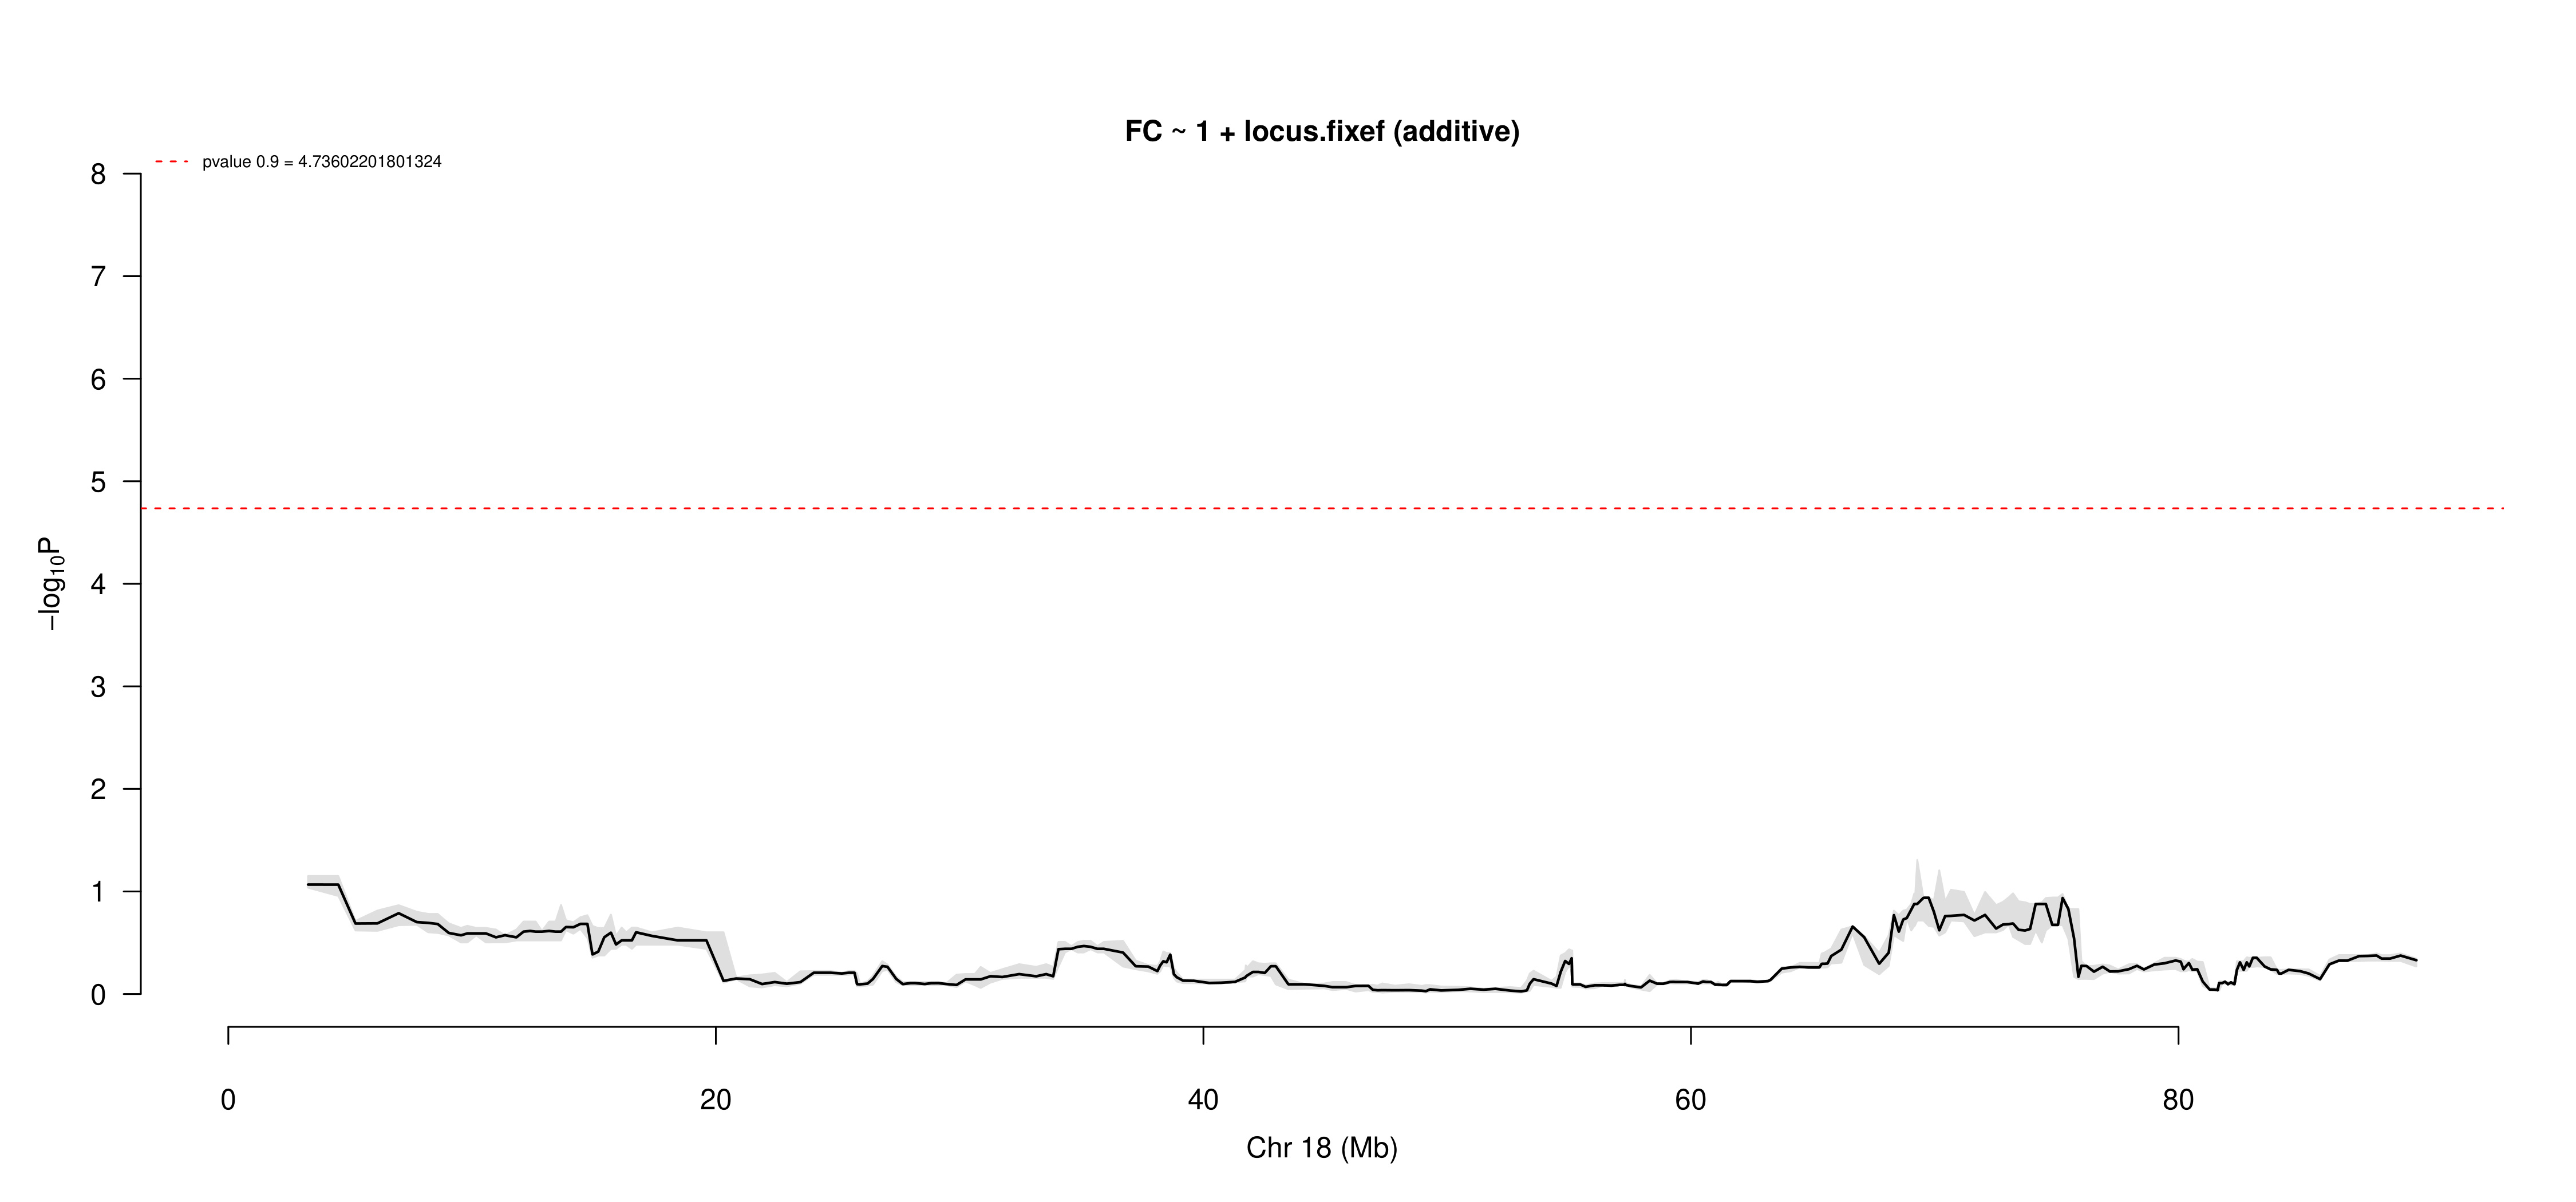 FC ~ 1 + locus.fixef (additive)
pvalue 0.9 = 4.73602201801324
8
7
6
5
4
3
2
1
0
−log10P
0 20 40 60 80
Chr 18 (Mb)